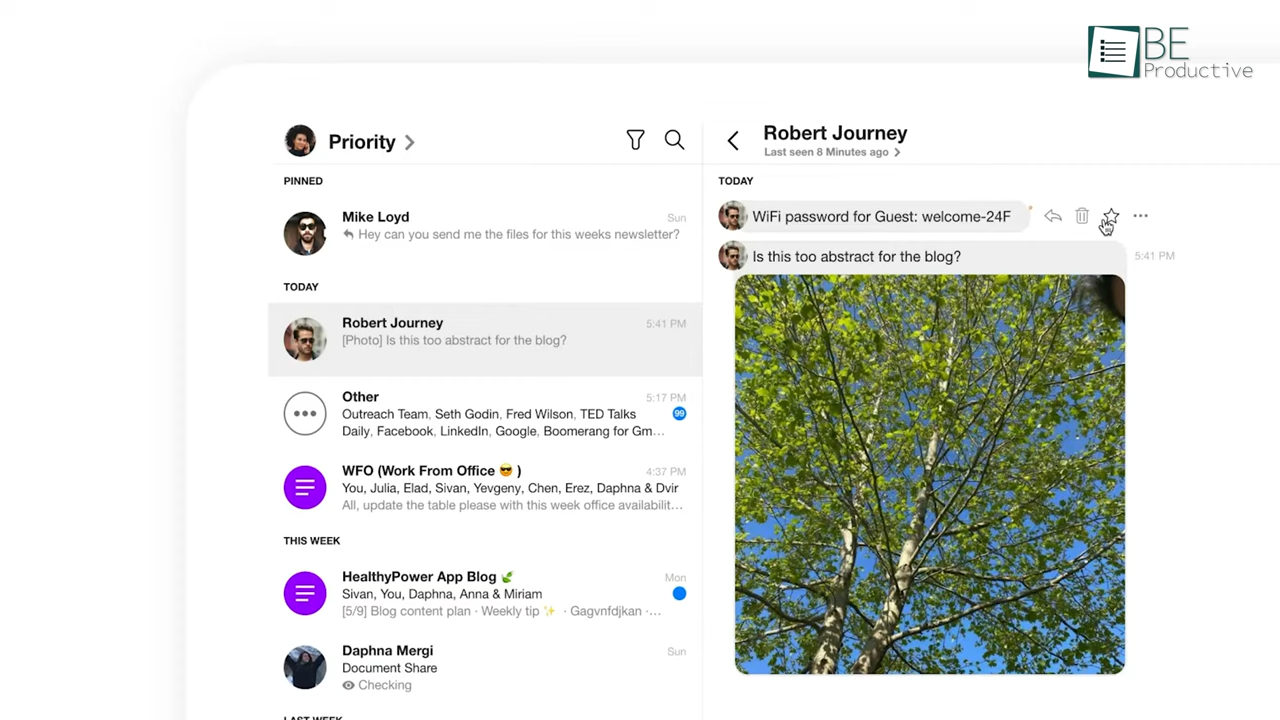 BE
Productive
Priority
PINNED
Mike Loyd
Sun
Hey can you send me the files for this weeks newsletter?
TODAY
Robert Journey
5:41 PM
[Photo] Is this too abstract for the blog?
Other
5:17 PM
Outreach Team, Seth Godin, Fred Wilson, TED Talks
99
Daily, Facebook, LinkedIn, Google, Boomerang for Gm…
WFO (Work From Office 😎 )
4:37 PM
You, Julia, Elad, Sivan, Yevgeny, Chen, Erez, Daphna & Dvir
All, update the table please with this week office availabilit…
THIS WEEK
HealthyPower App Blog 🌿
Mon
Sivan, You, Daphna, Anna & Miriam
[5/9] Blog content plan · Weekly tip ✨ · Gagvnfdjkan ·…
Daphna Mergi
Sun
Document Share
Checking
LAST WEEK
Robert Journey
Last seen 8 Minutes ago
TODAY
WiFi password for Guest: welcome-24F
Is this too abstract for the blog?
5:41 PM